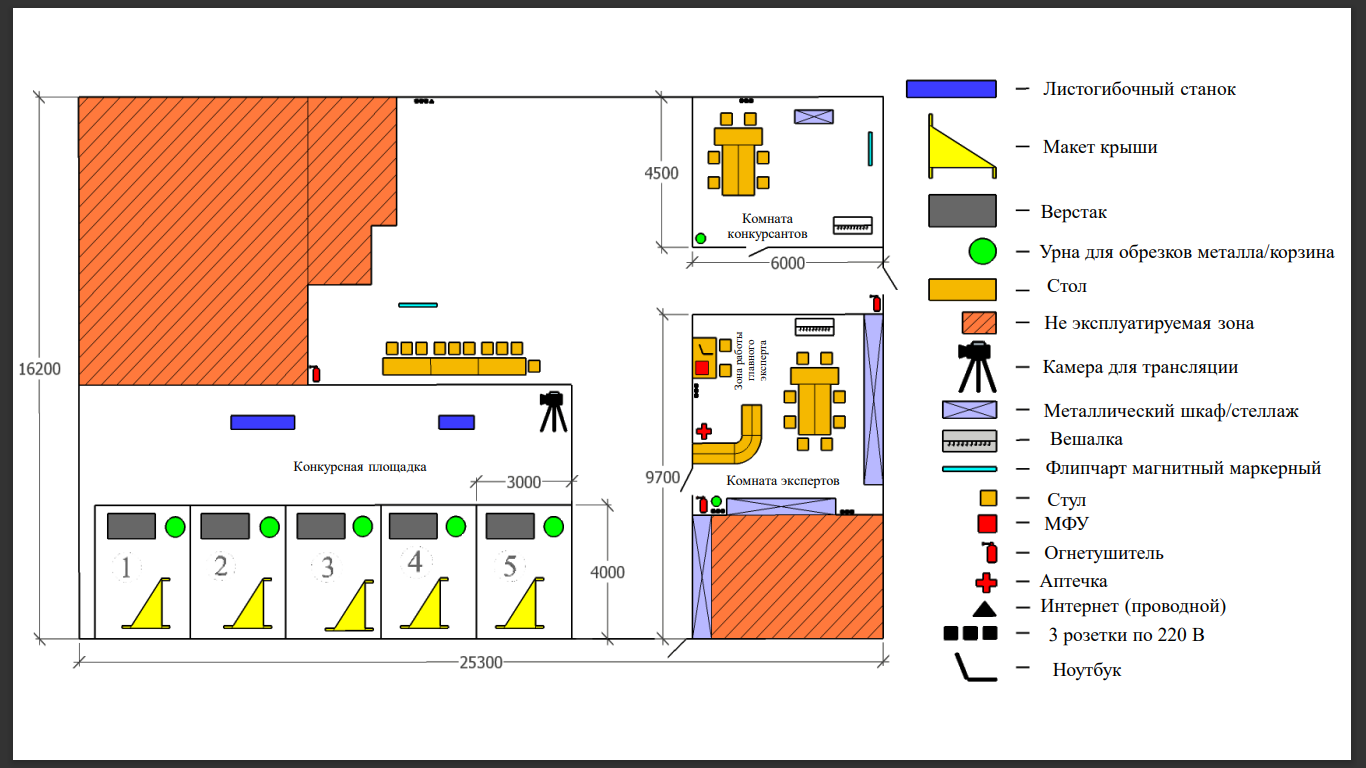 Листогибочный станок
Макет крыши
Верстак
Урна для обрезков металла/корзина
Стол
Не эксплуатируемая зона
Камера для трансляции
Металлический шкаф/стеллаж
Вешалка
Флипчарт магнитный маркерный
Стул
МФУ
Огнетушитель
Аптечка
Интернет (проводной)
3 розетки по 220 В
Ноутбук
4500
Комната
конкурсантов
6000
16200
Зона работы
главного
эксперта
Конкурсная площадка
3000
9700
Комната экспертов
1
2
3
4
5
4000
25300